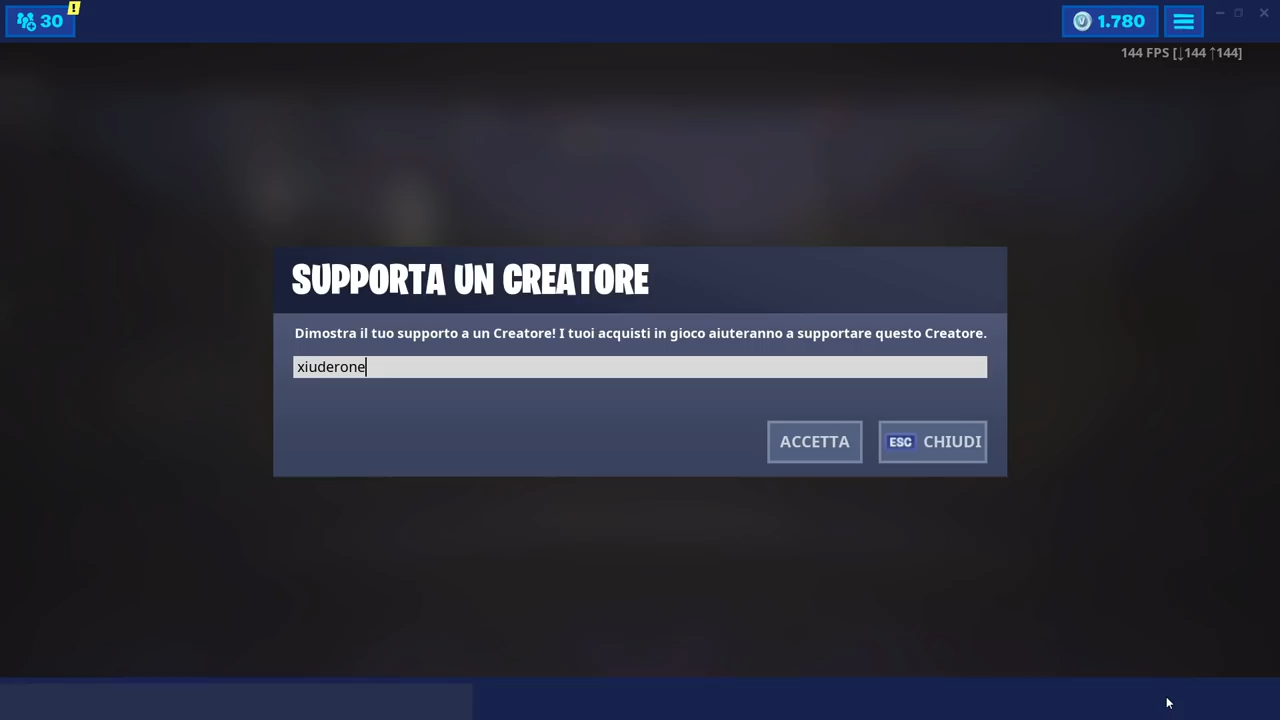 30
!
1.780
144 FPS [↓144 ↑144]
SUPPORTA UN CREATORE
Dimostra il tuo supporto a un Creatore! I tuoi acquisti in gioco aiuteranno a supportare questo Creatore.
xiuderone
ACCETTA
ESC CHIUDI